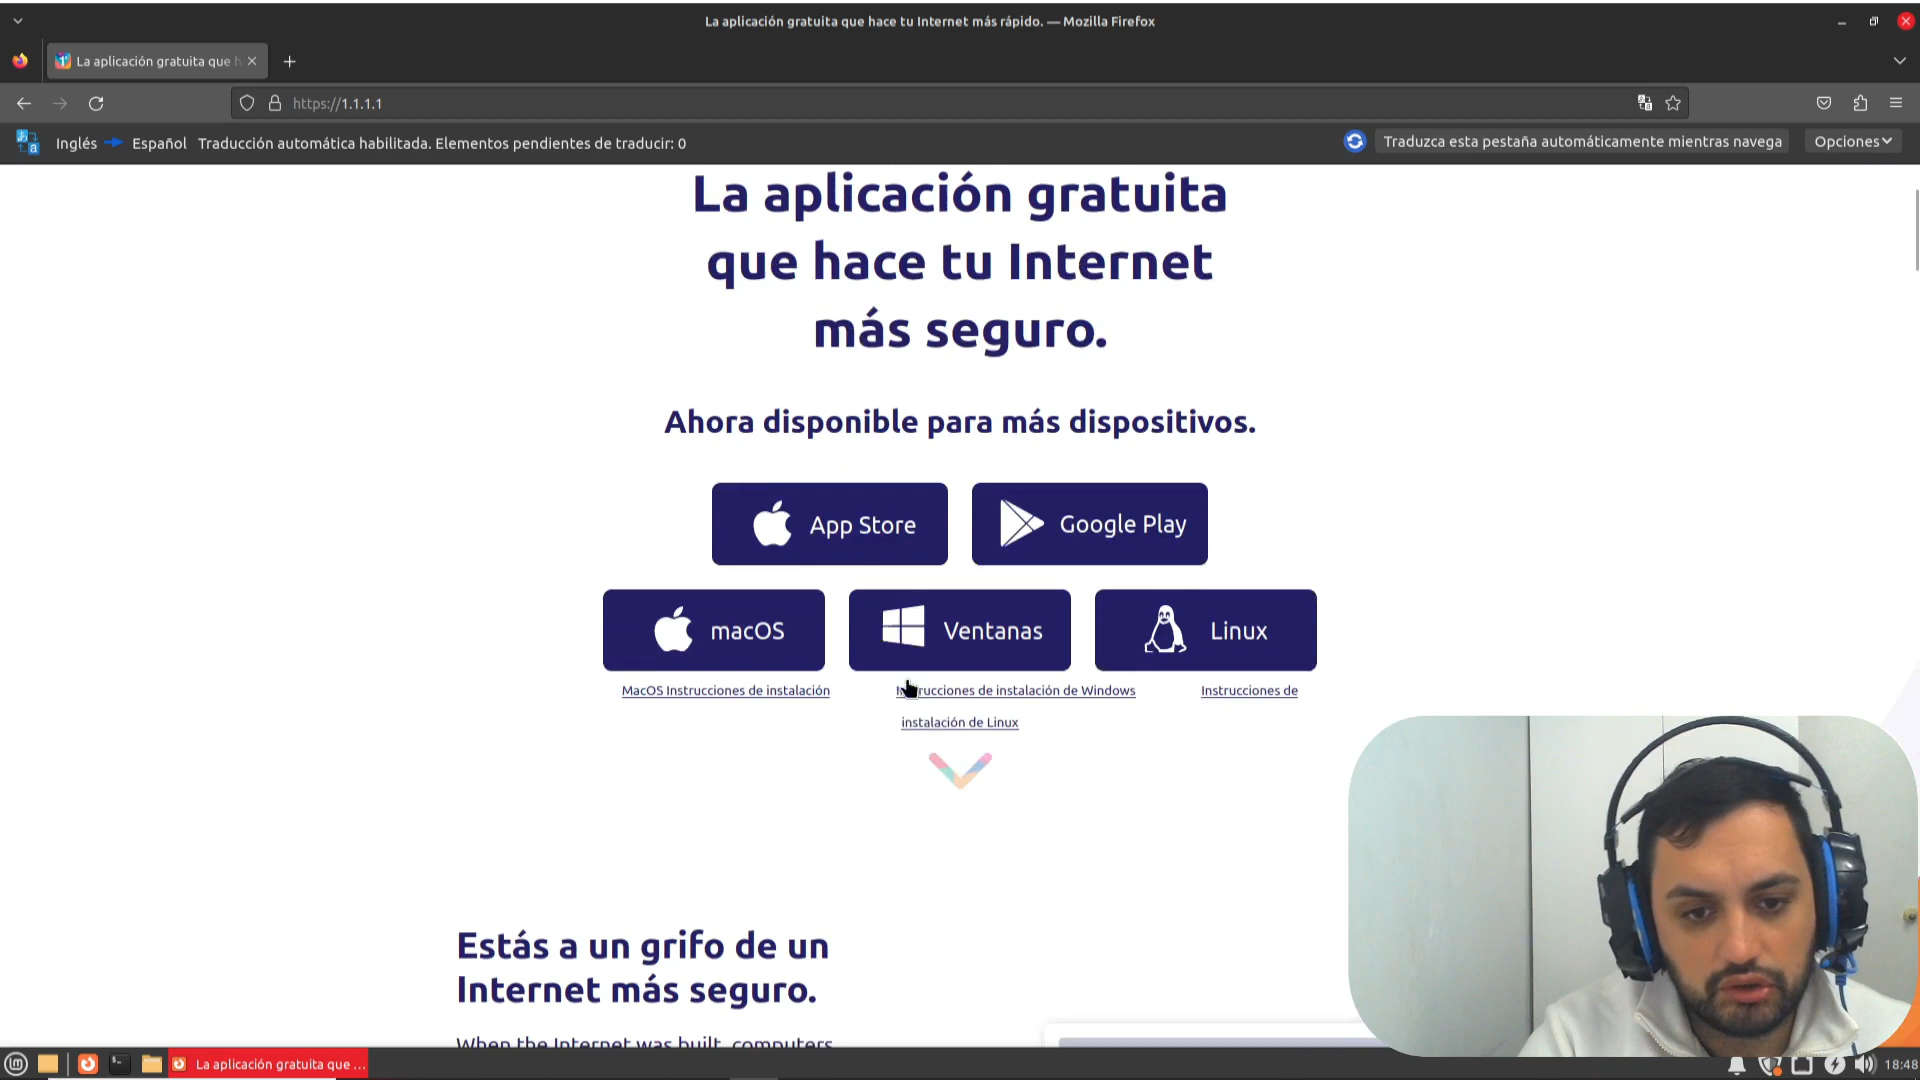 La aplicación gratuita que hace tu Internet más rápido. — Mozilla Firefox
La aplicación gratuita que h
https://1.1.1.1
Inglés Español Traducción automática habilitada. Elementos pendientes de traducir: 0 Traduzca esta pestaña automáticamente mientras navega Opciones
La aplicación gratuita
que hace tu Internet
más seguro.
Ahora disponible para más dispositivos.
App Store Google Play
macOS Ventanas Linux
MacOS Instrucciones de instalación Instrucciones de instalación de Windows Instrucciones de
instalación de Linux
Estás a un grifo de un
Internet más seguro.
When the Internet was built, computers
La aplicación gratuita que ... 18:48